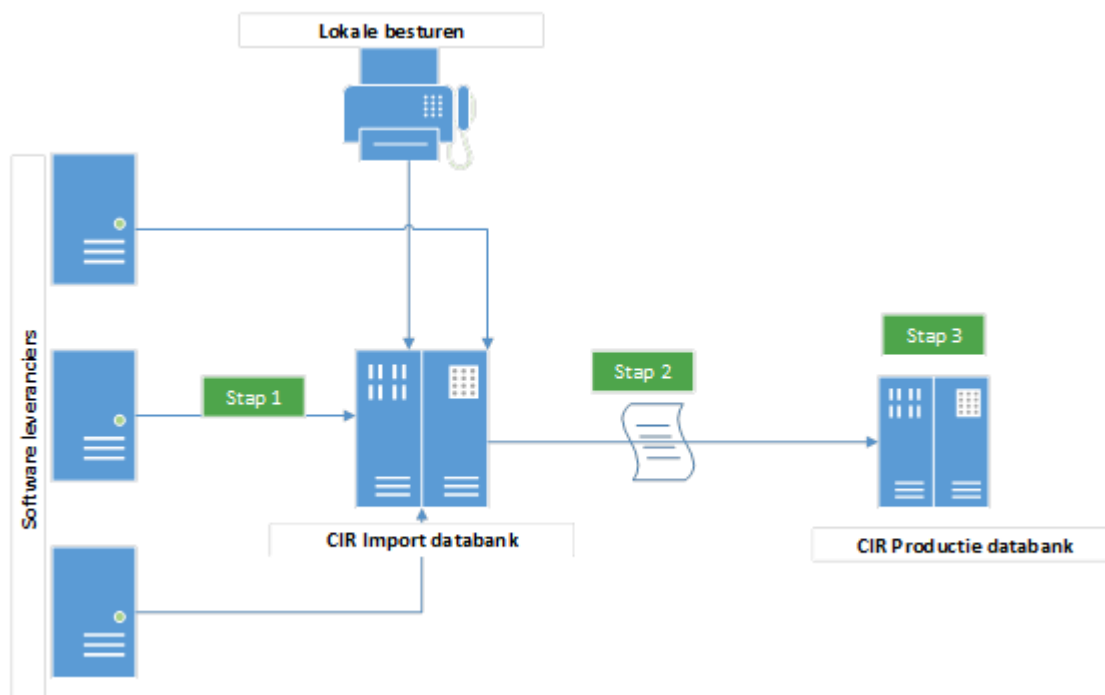 Lokale besturen
Software leveranciers
Stap 1
Stap 2
Stap 3
CIR Import databank
CIR Productie databank